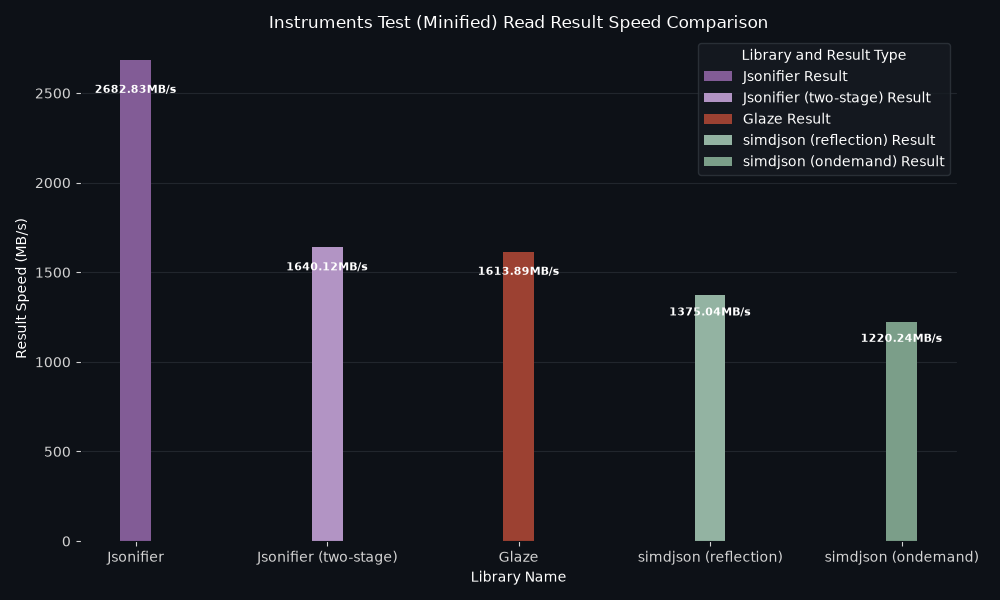 Instruments Test (Minified) Read Result Speed Comparison
Library and Result Type
Jsonifier Result
Jsonifier (two-stage) Result
Glaze Result
simdjson (reflection) Result
simdjson (ondemand) Result
Result Speed (MB/s)
2500
2000
1500
1000
500
0
2682.83MB/s
1640.12MB/s
1613.89MB/s
1375.04MB/s
1220.24MB/s
Jsonifier
Jsonifier (two-stage)
Glaze
simdjson (reflection)
simdjson (ondemand)
Library Name